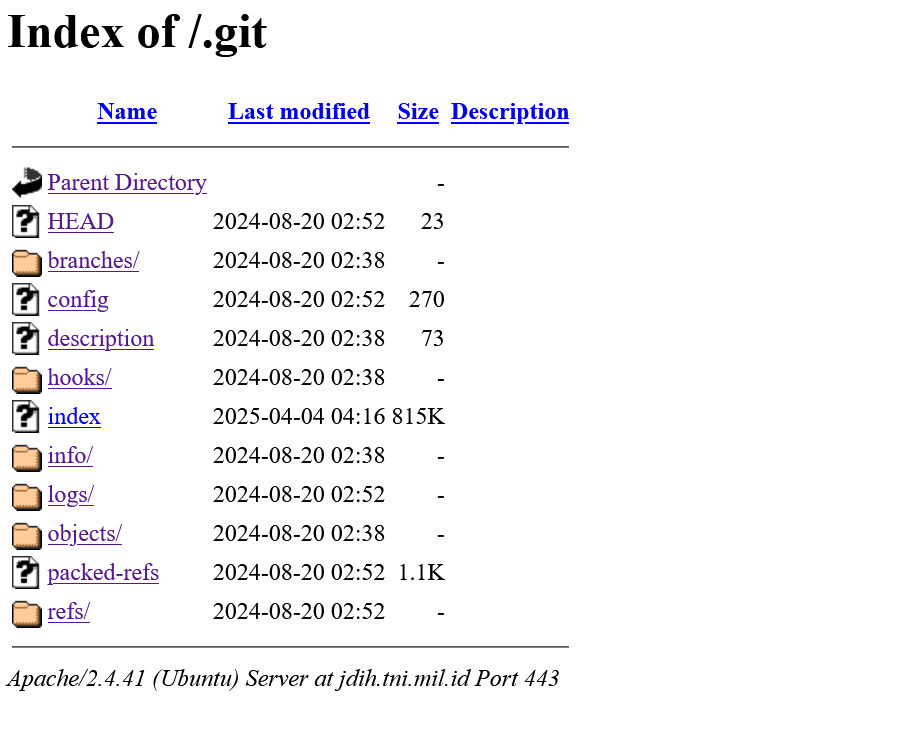 Index of /.git
Name Last modified Size Description
Parent Directory -
HEAD 2024-08-20 02:52 23
branches/ 2024-08-20 02:38 -
config 2024-08-20 02:52 270
description 2024-08-20 02:38 73
hooks/ 2024-08-20 02:38 -
index 2025-04-04 04:16 815K
info/ 2024-08-20 02:38 -
logs/ 2024-08-20 02:52 -
objects/ 2024-08-20 02:38 -
packed-refs 2024-08-20 02:52 1.1K
refs/ 2024-08-20 02:52 -
Apache/2.4.41 (Ubuntu) Server at jdih.tni.mil.id Port 443